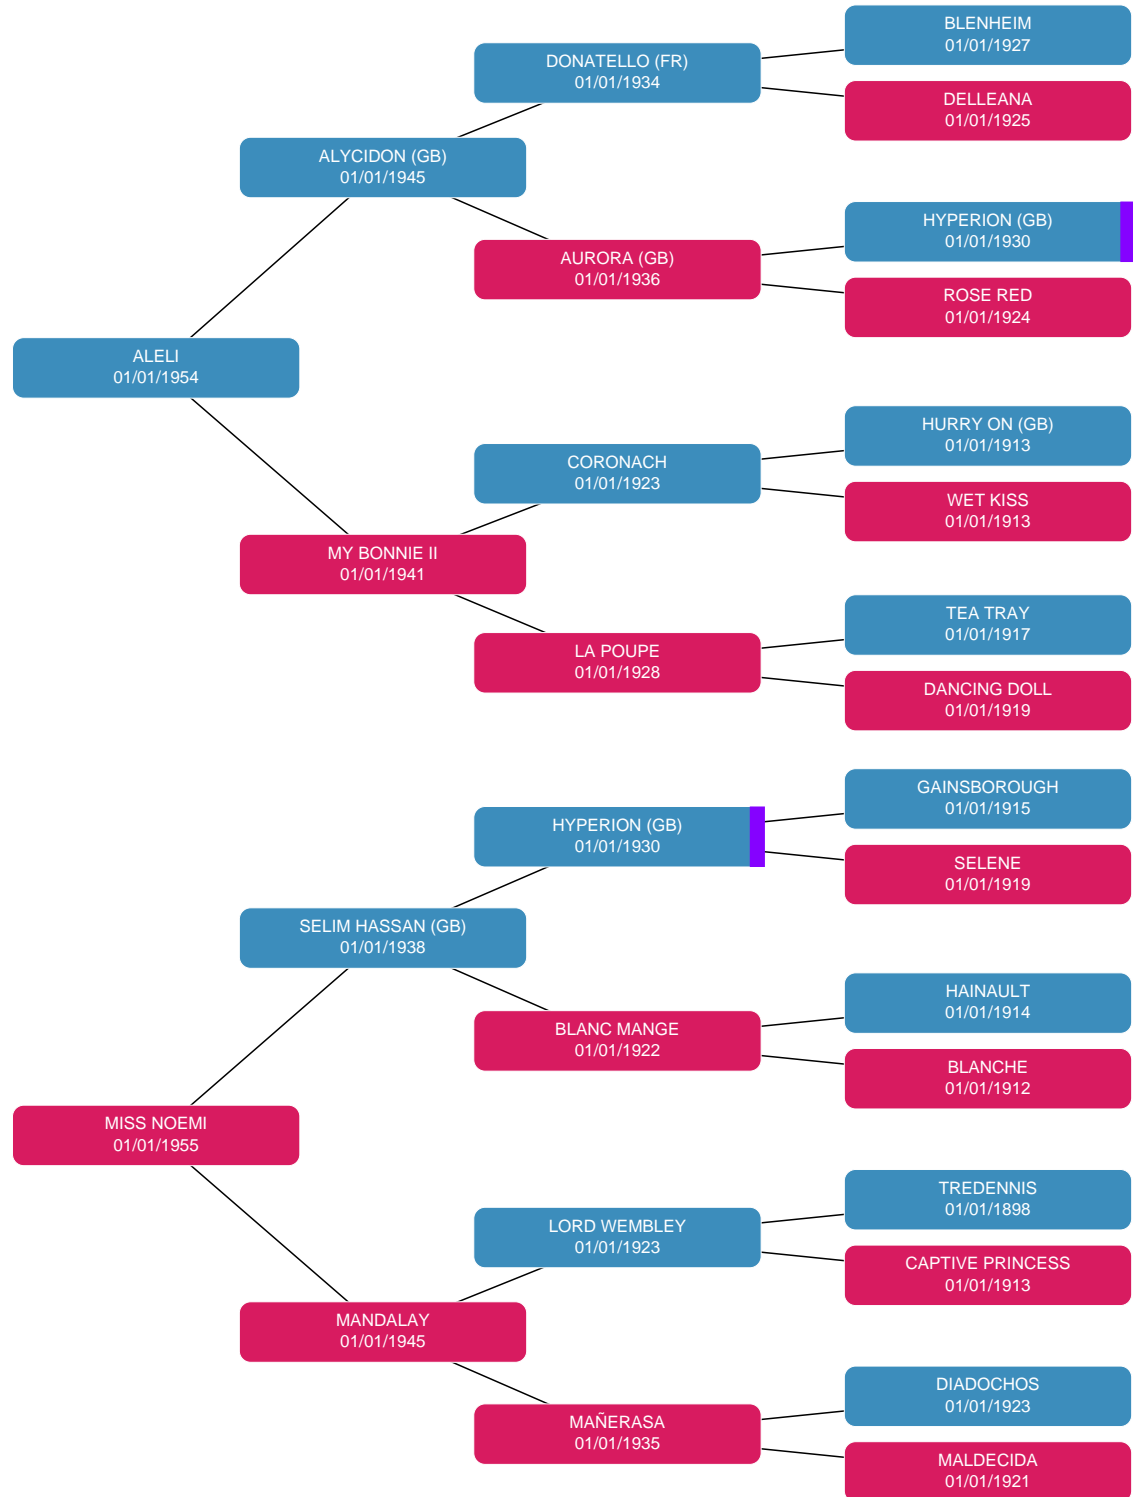 BLENHEIM
01/01/1927
DONATELLO (FR)
01/01/1934
DELLEANA
01/01/1925
ALYCIDON (GB)
01/01/1945
HYPERION (GB)
01/01/1930
AURORA (GB)
01/01/1936
ROSE RED
01/01/1924
ALELI
01/01/1954
HURRY ON (GB)
01/01/1913
CORONACH
01/01/1923
WET KISS
01/01/1913
MY BONNIE II
01/01/1941
TEA TRAY
01/01/1917
LA POUPE
01/01/1928
DANCING DOLL
01/01/1919
GAINSBOROUGH
01/01/1915
HYPERION (GB)
01/01/1930
SELENE
01/01/1919
SELIM HASSAN (GB)
01/01/1938
HAINAULT
01/01/1914
BLANC MANGE
01/01/1922
BLANCHE
01/01/1912
MISS NOEMI
01/01/1955
TREDENNIS
01/01/1898
LORD WEMBLEY
01/01/1923
CAPTIVE PRINCESS
01/01/1913
MANDALAY
01/01/1945
DIADOCHOS
01/01/1923
MAÑERASA
01/01/1935
MALDECIDA
01/01/1921